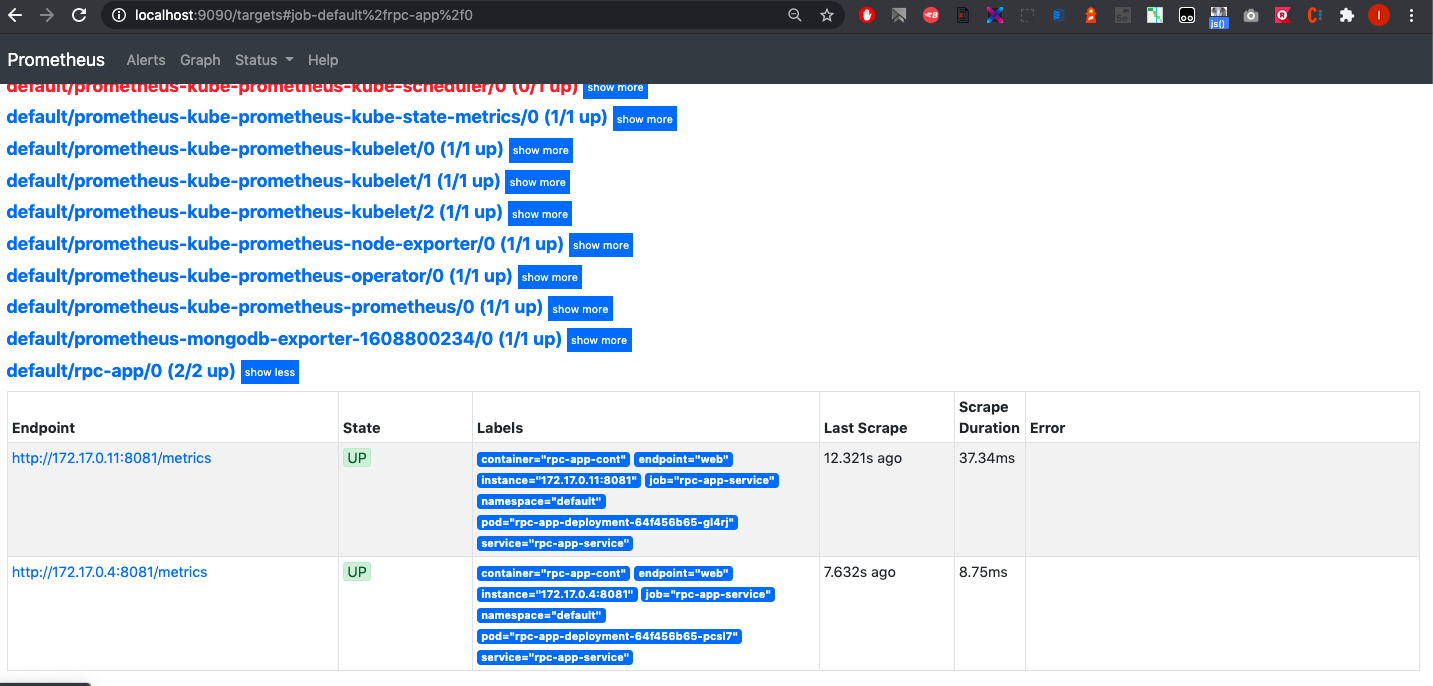 localhost:9090/targets#job-default%2frpc-app%2f0
js()
I
Prometheus Alerts Graph Status Help
default/prometheus-kube-prometheus-kube-scheduler/0 (0/1 up) show more
default/prometheus-kube-prometheus-kube-state-metrics/0 (1/1 up) show more
default/prometheus-kube-prometheus-kubelet/0 (1/1 up) show more
default/prometheus-kube-prometheus-kubelet/1 (1/1 up) show more
default/prometheus-kube-prometheus-kubelet/2 (1/1 up) show more
default/prometheus-kube-prometheus-node-exporter/0 (1/1 up) show more
default/prometheus-kube-prometheus-operator/0 (1/1 up) show more
default/prometheus-kube-prometheus-prometheus/0 (1/1 up) show more
default/prometheus-mongodb-exporter-1608800234/0 (1/1 up) show more
default/rpc-app/0 (2/2 up) show less
Endpoint State Labels Last Scrape Scrape Duration Error
http://172.17.0.11:8081/metrics UP container="rpc-app-cont" endpoint="web" 12.321s ago 37.34ms
instance="172.17.0.11:8081" job="rpc-app-service"
namespace="default"
pod="rpc-app-deployment-64f456b65-gl4rj"
service="rpc-app-service"
http://172.17.0.4:8081/metrics UP container="rpc-app-cont" endpoint="web" 7.632s ago 8.75ms
instance="172.17.0.4:8081" job="rpc-app-service"
namespace="default"
pod="rpc-app-deployment-64f456b65-pcsl7"
service="rpc-app-service"